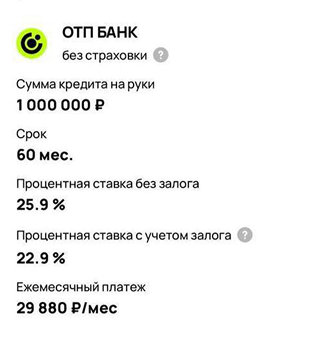 ОТП БАНК
без страховки ?
Сумма кредита на руки
1 000 000 ₽
Срок
60 мес.
Процентная ставка без залога
25.9 %
Процентная ставка с учетом залога ?
22.9 %
Ежемесячный платеж
29 880 ₽/мес